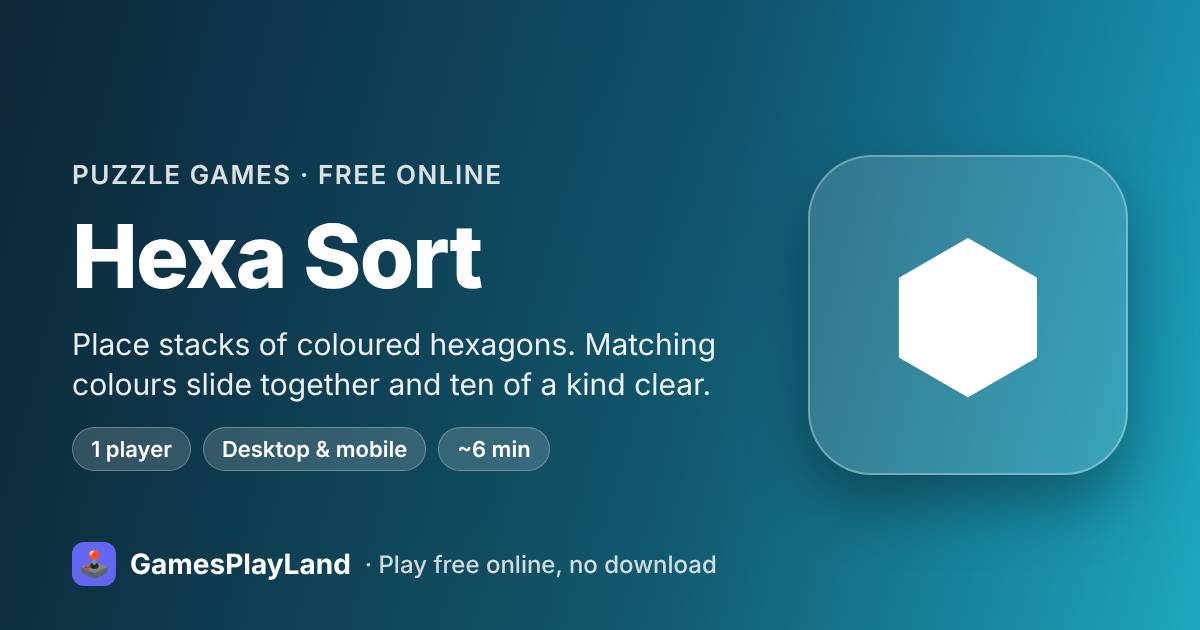 PUZZLE GAMES · FREE ONLINE
Hexa Sort
Place stacks of coloured hexagons. Matching
colours slide together and ten of a kind clear.
1 player Desktop & mobile ~6 min
GamesPlayLand · Play free online, no download